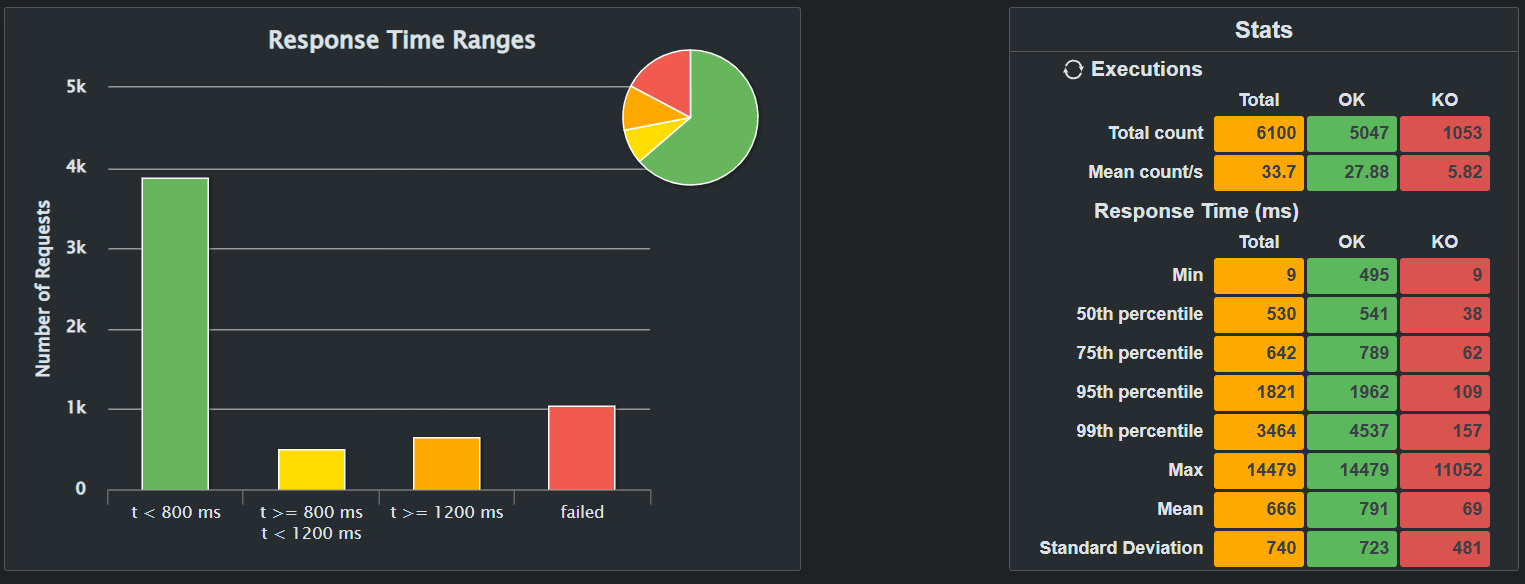 Response Time Ranges
Number of Requests
5k
4k
3k
2k
1k
0
t < 800 ms
t >= 800 ms
t < 1200 ms
t >= 1200 ms
failed
Stats
Executions
Total OK KO
Total count 6100 5047 1053
Mean count/s 33.7 27.88 5.82
Response Time (ms)
Total OK KO
Min 9 495 9
50th percentile 530 541 38
75th percentile 642 789 62
95th percentile 1821 1962 109
99th percentile 3464 4537 157
Max 14479 14479 11052
Mean 666 791 69
Standard Deviation 740 723 481